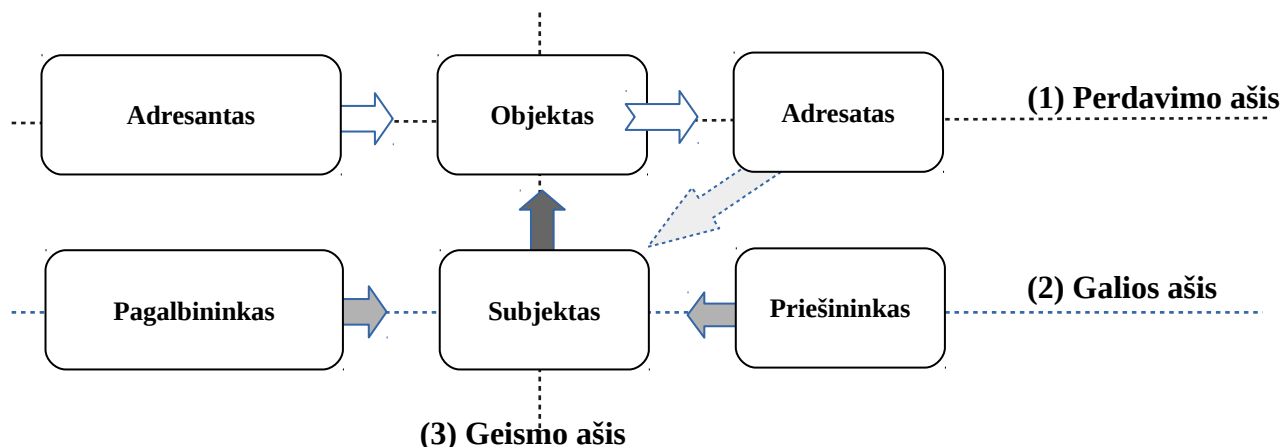 Adresantas
Objektas
Adresatas
(1) Perdavimo ašis
Pagalbininkas
Subjektas
Priešininkas
(2) Galios ašis
(3) Geismo ašis